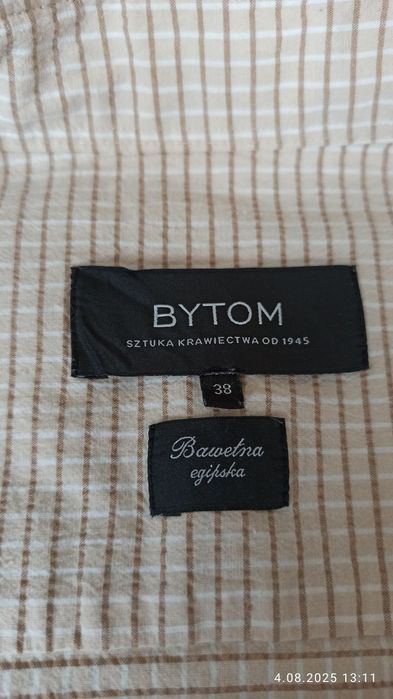 BYTOM
SZTUKA KRAWIECTWA OD 1945
38
Bawełna
egipska
4.08.2025 13:11